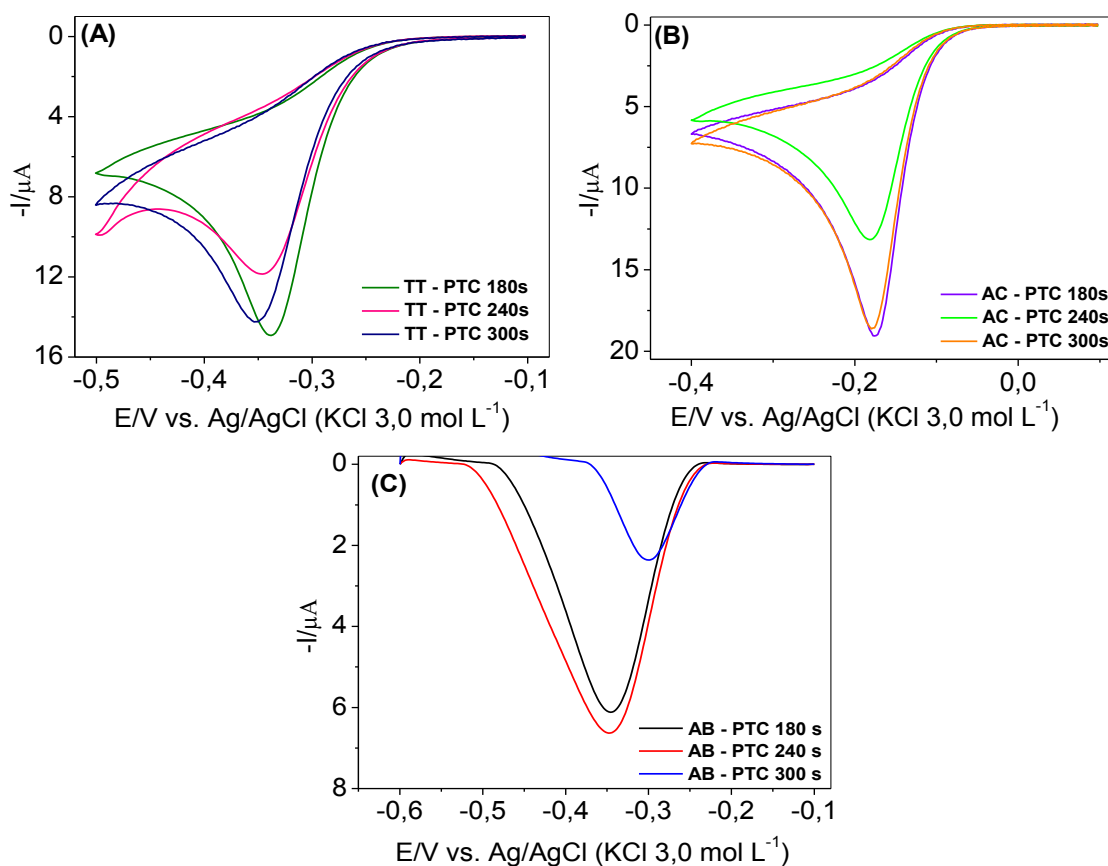 (A)
0
4
8
12
16
-I/µA
TT - PTC 180s
TT - PTC 240s
TT - PTC 300s
-0,5 -0,4 -0,3 -0,2 -0,1
E/V vs. Ag/AgCl (KCl 3,0 mol L⁻¹)
(B)
0
5
10
15
20
-I/µA
AC - PTC 180s
AC - PTC 240s
AC - PTC 300s
-0,4 -0,2 0,0
E/V vs. Ag/AgCl (KCl 3,0 mol L⁻¹)
(C)
0
2
4
6
8
-I/µA
AB - PTC 180 s
AB - PTC 240 s
AB - PTC 300 s
-0,6 -0,5 -0,4 -0,3 -0,2 -0,1
E/V vs. Ag/AgCl (KCl 3,0 mol L⁻¹)